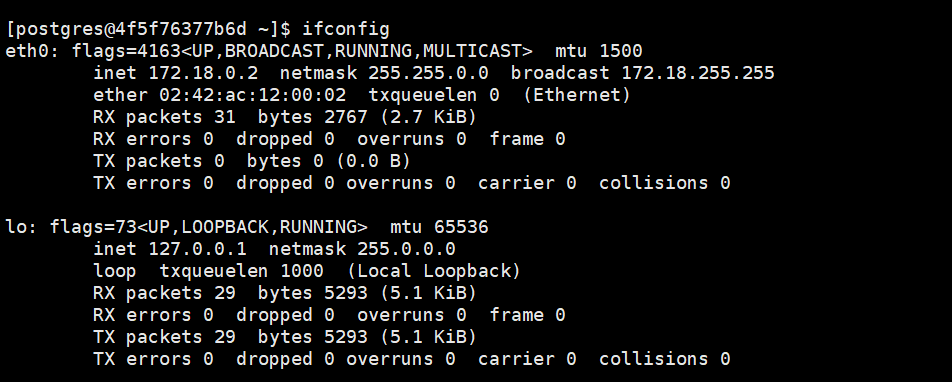 [postgres@4f5f76377b6d ~]$ ifconfig
eth0: flags=4163<UP,BROADCAST,RUNNING,MULTICAST>  mtu 1500
        inet 172.18.0.2  netmask 255.255.0.0  broadcast 172.18.255.255
        ether 02:42:ac:12:00:02  txqueuelen 0  (Ethernet)
        RX packets 31  bytes 2767 (2.7 KiB)
        RX errors 0  dropped 0  overruns 0  frame 0
        TX packets 0  bytes 0 (0.0 B)
        TX errors 0  dropped 0 overruns 0  carrier 0  collisions 0

lo: flags=73<UP,LOOPBACK,RUNNING>  mtu 65536
        inet 127.0.0.1  netmask 255.0.0.0
        loop  txqueuelen 1000  (Local Loopback)
        RX packets 29  bytes 5293 (5.1 KiB)
        RX errors 0  dropped 0  overruns 0  frame 0
        TX packets 29  bytes 5293 (5.1 KiB)
        TX errors 0  dropped 0 overruns 0  carrier 0  collisions 0